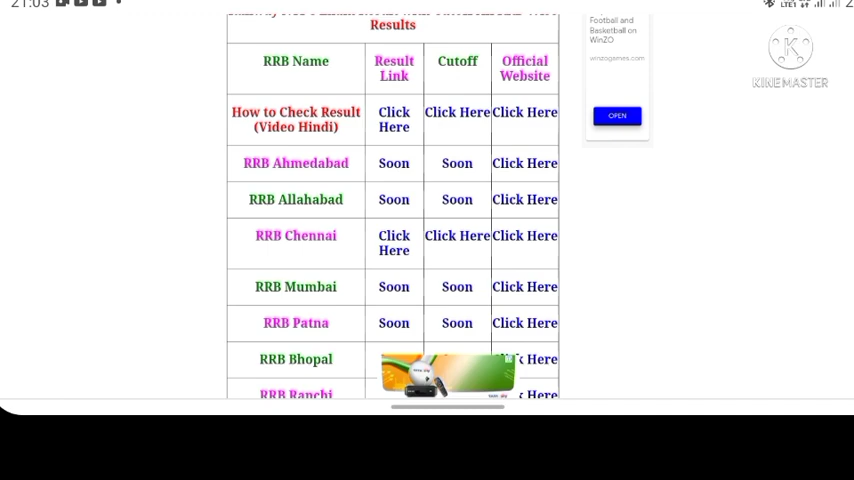 21:03
Results
RRB Name Result Link Cutoff Official Website
How to Check Result (Video Hindi) Click Here Click Here Click Here
RRB Ahmedabad Soon Soon Click Here
RRB Allahabad Soon Soon Click Here
RRB Chennai Click Here Click Here Click Here
RRB Mumbai Soon Soon Click Here
RRB Patna Soon Soon Click Here
RRB Bhopal Here
RRB Ranchi Here
Football and
Basketball on
WinZO
winzogames.com
OPEN
KINEMASTER